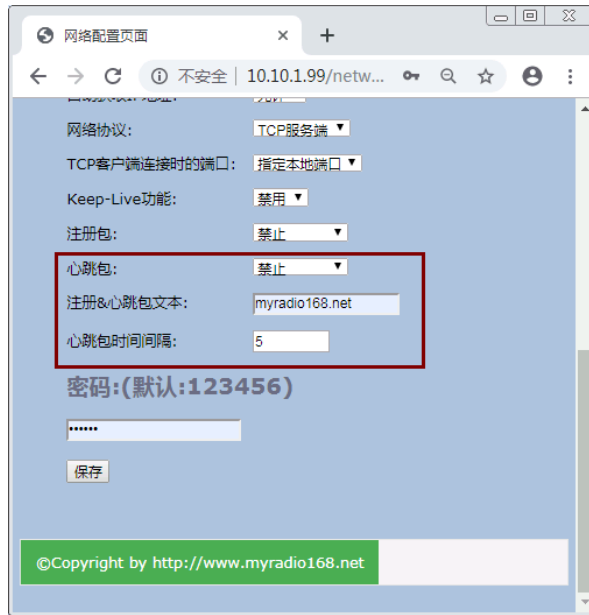 网络配置页面
不安全 | 10.10.1.99/netw...
网络协议: TCP服务端
TCP客户端连接时的端口: 指定本地端口
Keep-Live功能: 禁用
注册包: 禁止
心跳包: 禁止
注册&心跳包文本: myradio168.net
心跳包时间间隔: 5
密码:(默认:123456)
••••••
保存
©Copyright by http://www.myradio168.net